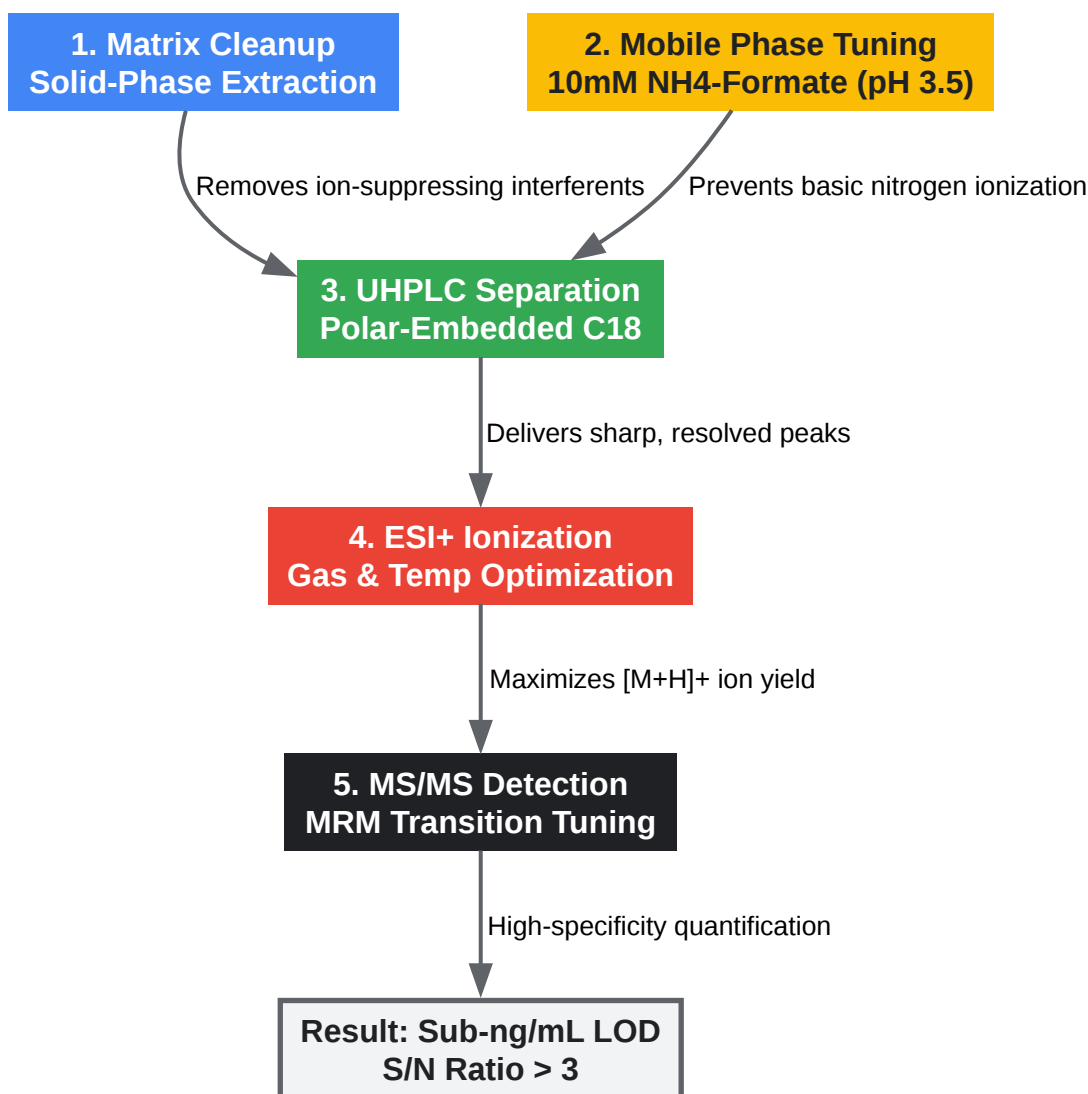 1. Matrix Cleanup
Solid-Phase Extraction
2. Mobile Phase Tuning
10mM NH4-Formate (pH 3.5)
Removes ion-suppressing interferents
Prevents basic nitrogen ionization
3. UHPLC Separation
Polar-Embedded C18
Delivers sharp, resolved peaks
4. ESI+ Ionization
Gas & Temp Optimization
Maximizes [M+H]+ ion yield
5. MS/MS Detection
MRM Transition Tuning
High-specificity quantification
Result: Sub-ng/mL LOD
S/N Ratio > 3